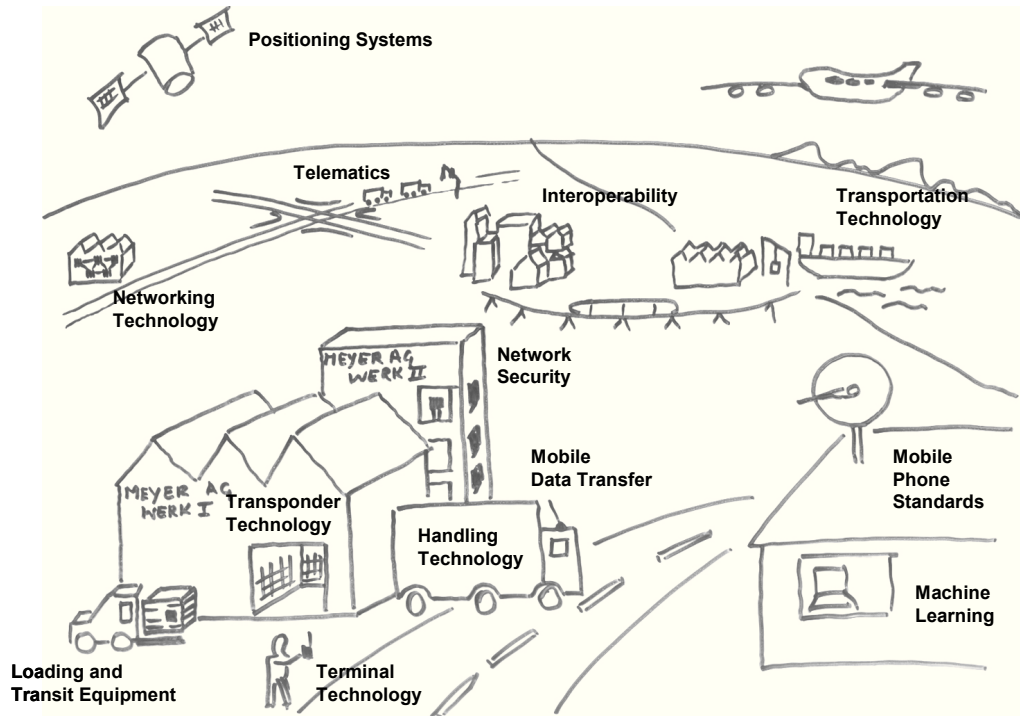 Positioning Systems
Telematics
Interoperability
Transportation
Technology
Networking
Technology
MEYER AG
WERK II
Network
Security
Mobile
Data Transfer
Mobile
Phone
Standards
MEYER AG
WERK I
Transponder
Technology
Handling
Technology
Machine
Learning
Loading and
Transit Equipment
Terminal
Technology